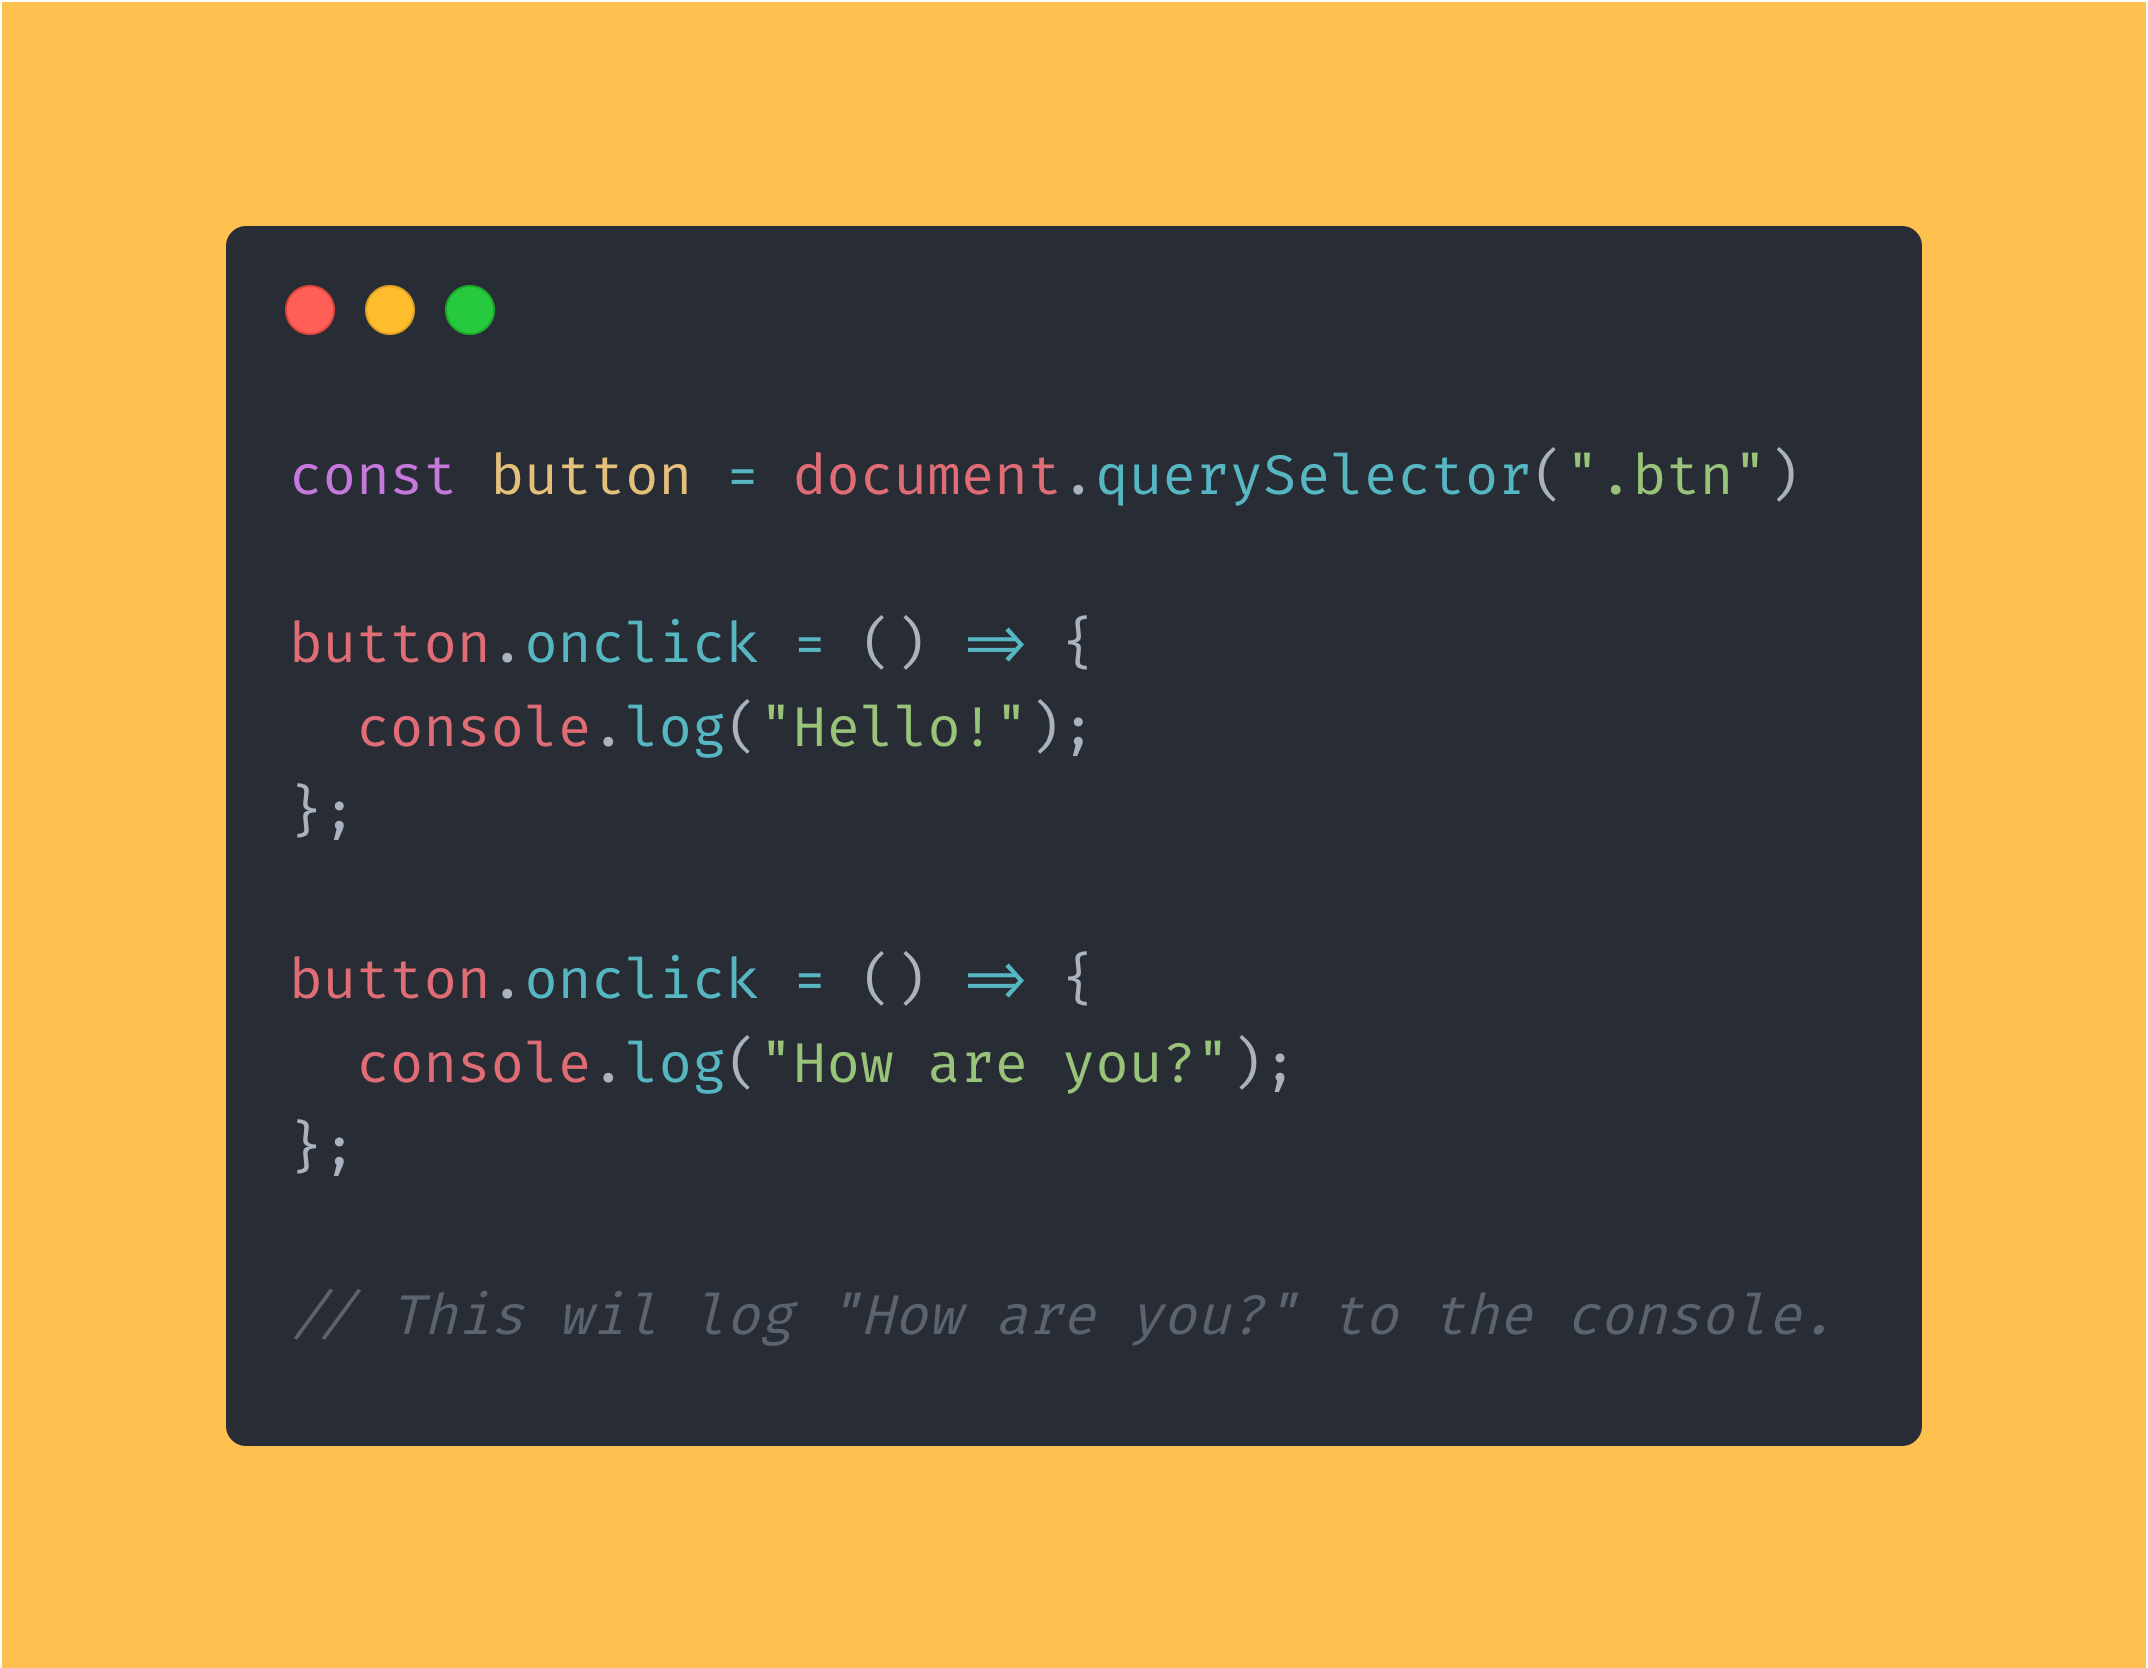 const button = document.querySelector(".btn")
button.onclick = () => {
  console.log("Hello!");
};
button.onclick = () => {
  console.log("How are you?");
};
// This wil log "How are you?" to the console.